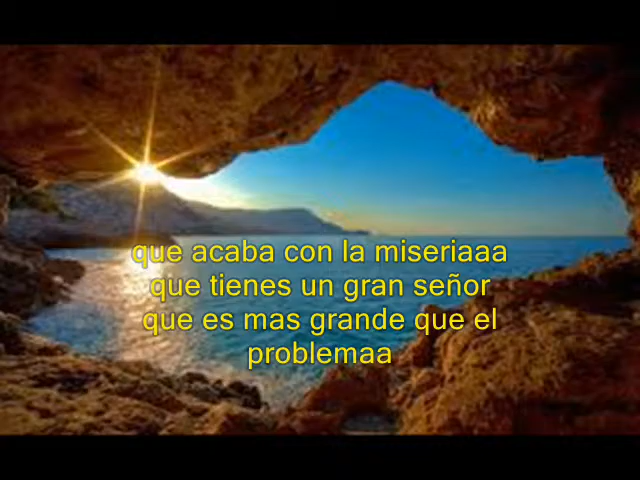 que acaba con la miseriaaa
que tienes un gran señor
que es mas grande que el
problemaa